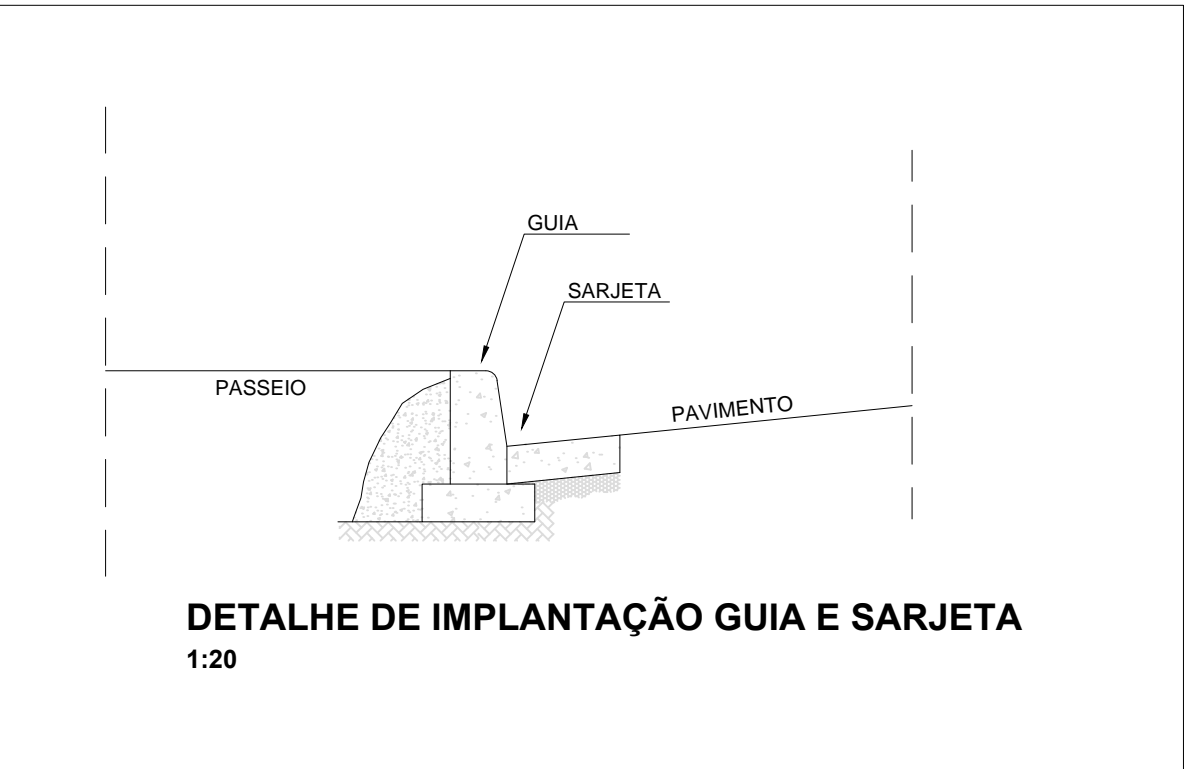 GUIA
SARJETA
PASSEIO
PAVIMENTO
DETALHE DE IMPLANTAÇÃO GUIA E SARJETA
1:20